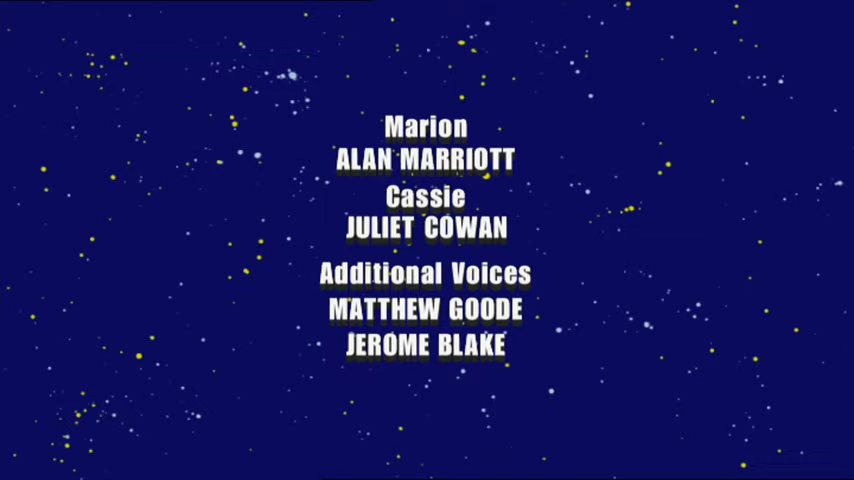 Marion
ALAN MARRIOTT
Cassie
JULIET COWAN
Additional Voices
MATTHEW GOODE
JEROME BLAKE